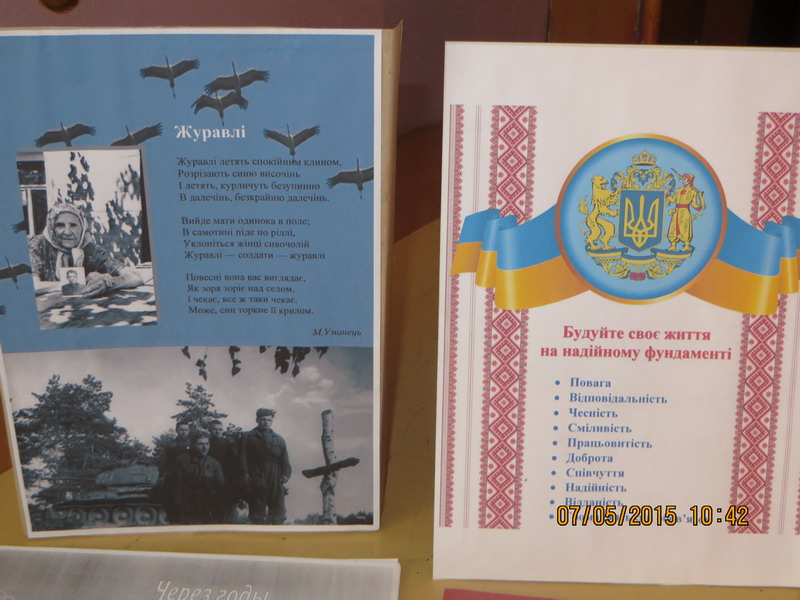 Журавлі
Журавлі летять спокійним клином,
Розрізають синю височінь
І летять, курличуть безупинно
В далечінь, безкрайню далечінь.
Вийде мати одинока в поле;
В самотині піде по ріллі,
Уклоніться жінці сивочолій
Журавлі — солдати — журавлі
Повесні вона вас виглядає,
Як зоря зоріє над селом,
і чекає, все ж таки чекає.
Може, син торкне її крилом.
М.Уманець
Через годы
Будуйте своє життя
на надійному фундаменті
• Повага
• Відповідальність
• Чесність
• Сміливість
• Працьовитість
• Доброта
• Співчуття
• Надійність
• Відданість
07/05/2015 10:42